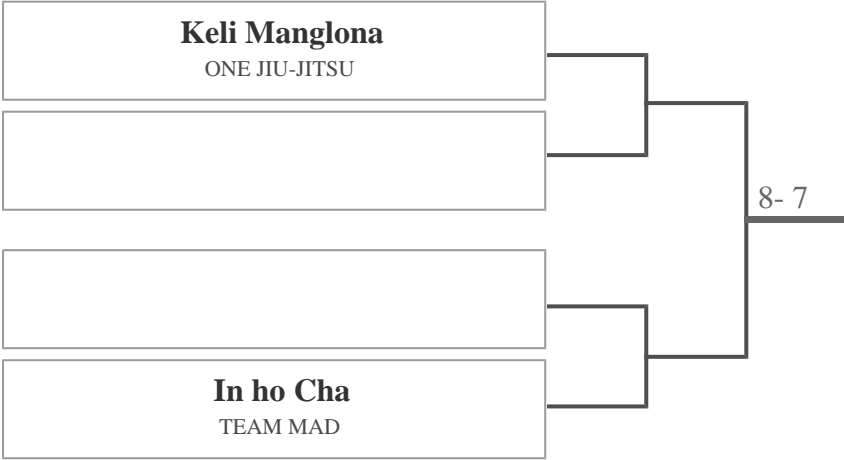 Keli Manglona
ONE JIU-JITSU
8- 7
In ho Cha
TEAM MAD